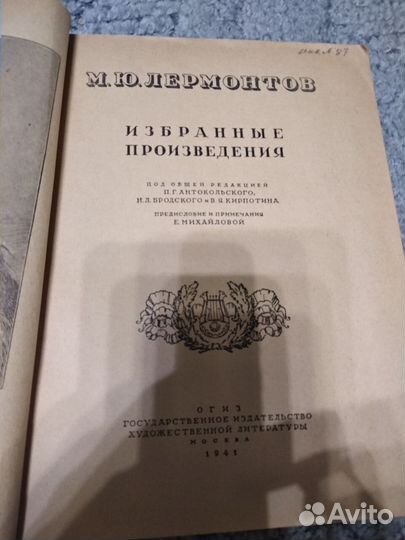 М.Ю.ЛЕРМОНТОВ
ИЗБРАННЫЕ
ПРОИЗВЕДЕНИЯ
ПОД ОБЩЕЙ РЕДАКЦИЕЙ
П.Г.АНТОКОЛЬСКОГО,
Н.Л.БРОДСКОГО и В.Я.КИРПОТИНА
ПРЕДИСЛОВИЕ И ПРИМЕЧАНИЯ
Е.МИХАЙЛОВОЙ
ОГИЗ
ГОСУДАРСТВЕННОЕ ИЗДАТЕЛЬСТВО
ХУДОЖЕСТВЕННОЙ ЛИТЕРАТУРЫ
МОСКВА
1941
Avito